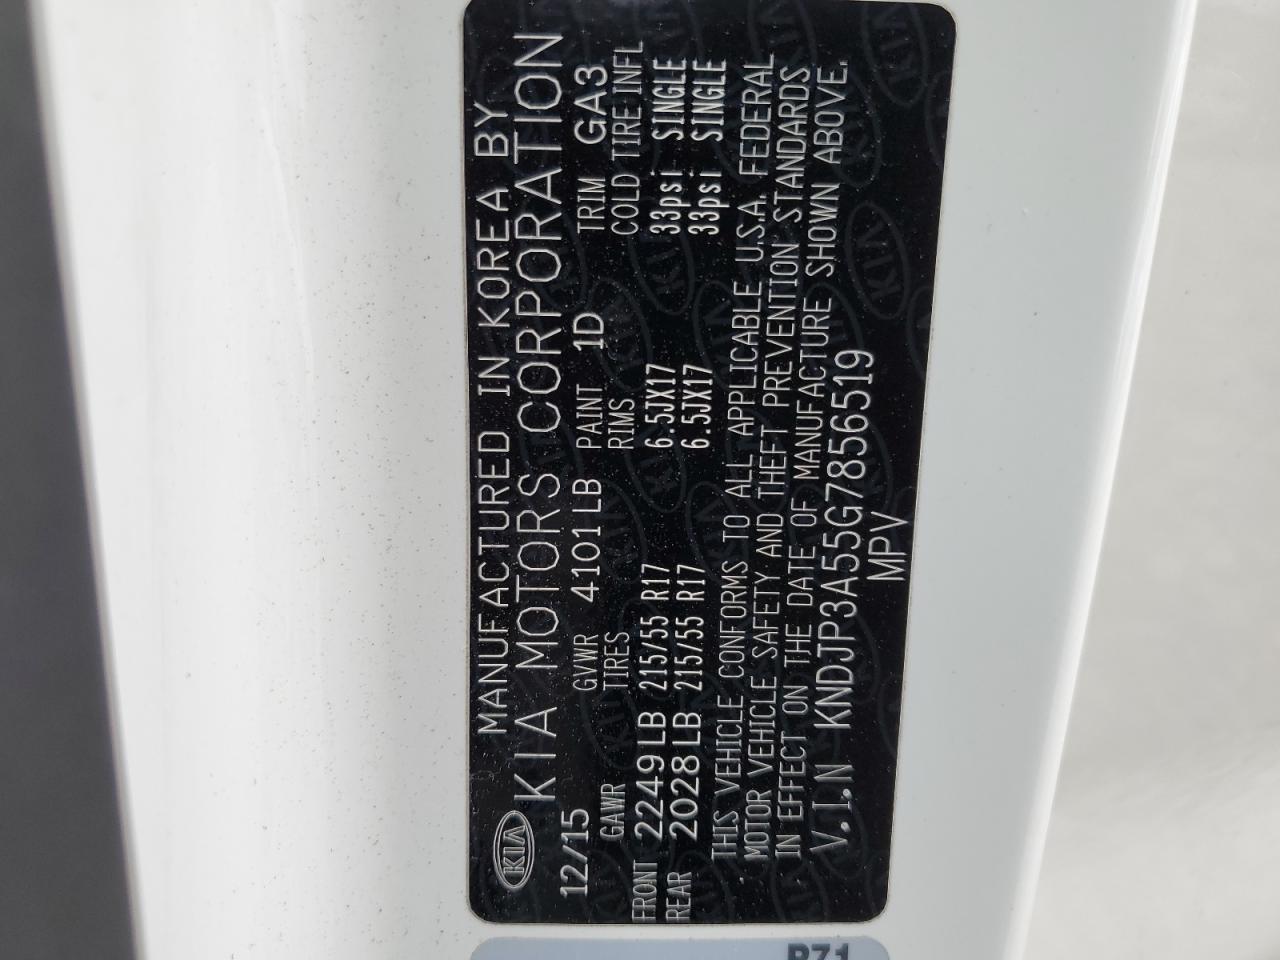 MANUFACTURED IN KOREA BY
KIA KIA MOTORS CORPORATION
12/15 GVWR 4101 LB PAINT 1D TRIM GA3
GAWR TIRES RIMS COLD TIRE INFL
FRONT 2249 LB 215/55 R17 6.5JX17 33psi SINGLE
REAR 2028 LB 215/55 R17 6.5JX17 33psi SINGLE
THIS VEHICLE CONFORMS TO ALL APPLICABLE U.S.A. FEDERAL
MOTOR VEHICLE SAFETY AND THEFT PREVENTION STANDARDS
IN EFFECT ON THE DATE OF MANUFACTURE SHOWN ABOVE.
V.I.N KNDJP3A55G7856519
MPV